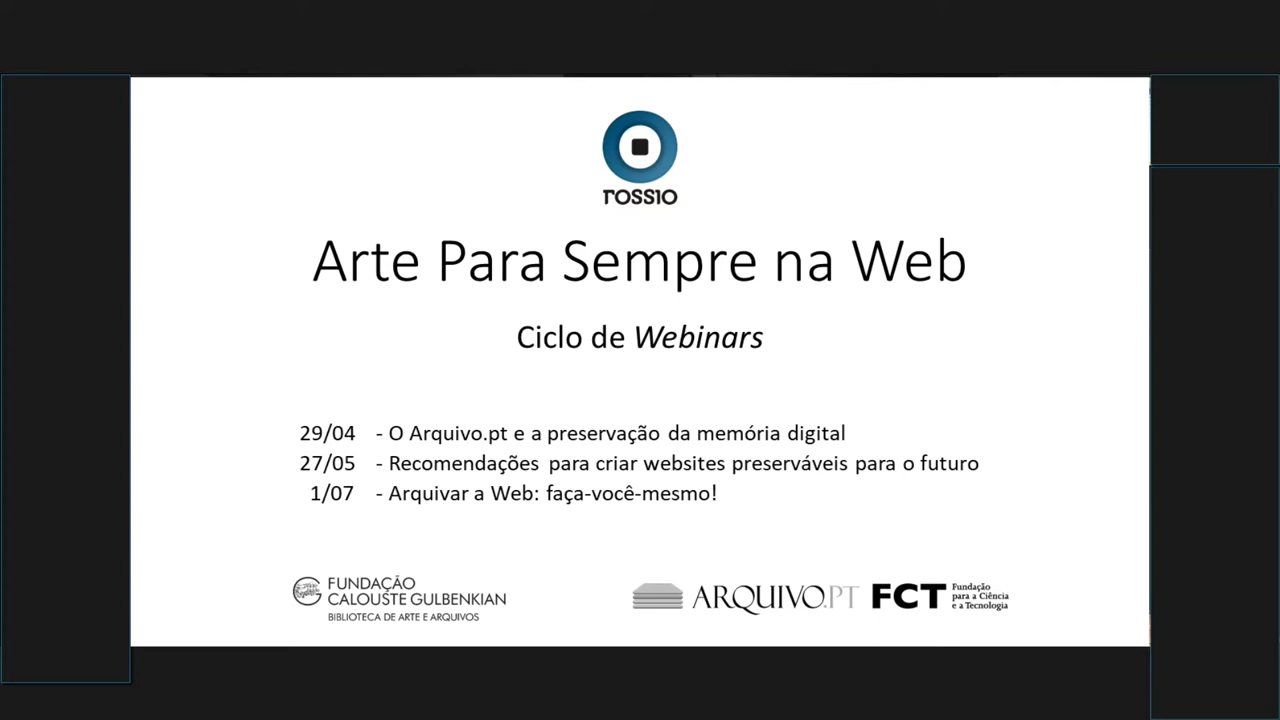 rossio
Arte Para Sempre na Web
Ciclo de Webinars
29/04 - O Arquivo.pt e a preservação da memória digital
27/05 - Recomendações para criar websites preserváveis para o futuro
1/07 - Arquivar a Web: faça-você-mesmo!
FUNDAÇÃO
CALOUSTE GULBENKIAN
BIBLIOTECA DE ARTE E ARQUIVOS
ARQUIVO.PT
FCT
Fundação
para a Ciência
e a Tecnologia